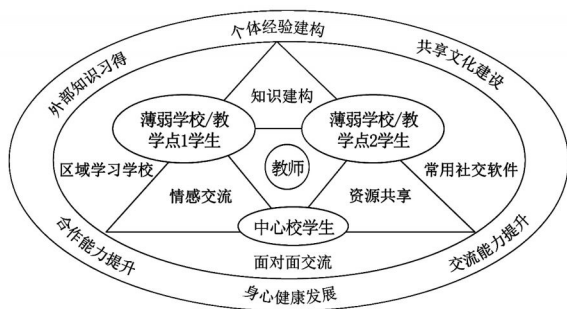 个体经验建构
外部知识习得
共享文化建设
知识建构
薄弱学校/教
学点1学生
薄弱学校/教
学点2学生
区域学习学校
教师
常用社交软件
情感交流
资源共享
中心校学生
合作能力提升
面对面交流
交流能力提升
身心健康发展